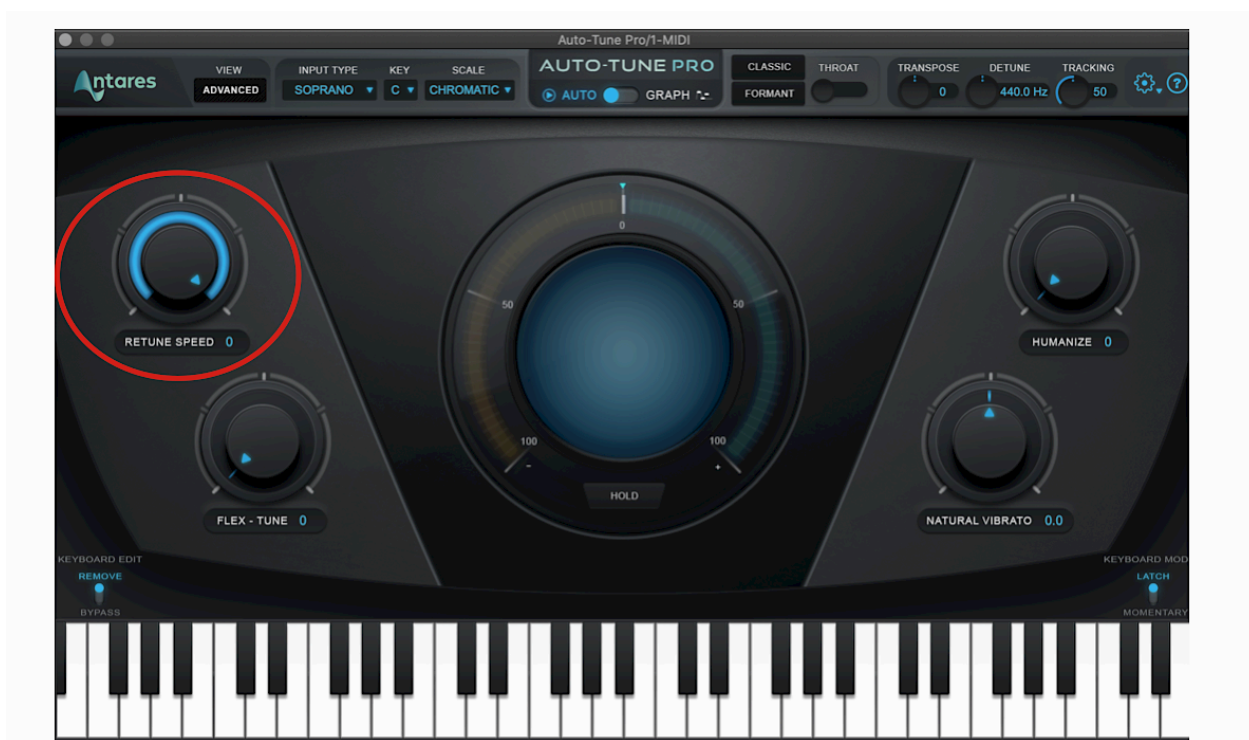 Auto-Tune Pro/1-MIDI
Antares
VIEW
ADVANCED
INPUT TYPE KEY SCALE
SOPRANO C CHROMATIC
AUTO-TUNE PRO
AUTO GRAPH
CLASSIC
FORMANT
THROAT
TRANSPOSE DETUNE TRACKING
0 440.0 Hz 50
?
0
50 50
100 100
- +
HOLD
RETUNE SPEED 0
HUMANIZE 0
FLEX - TUNE 0
NATURAL VIBRATO 0.0
KEYBOARD EDIT
REMOVE
BYPASS
KEYBOARD MOD
LATCH
MOMENTARY